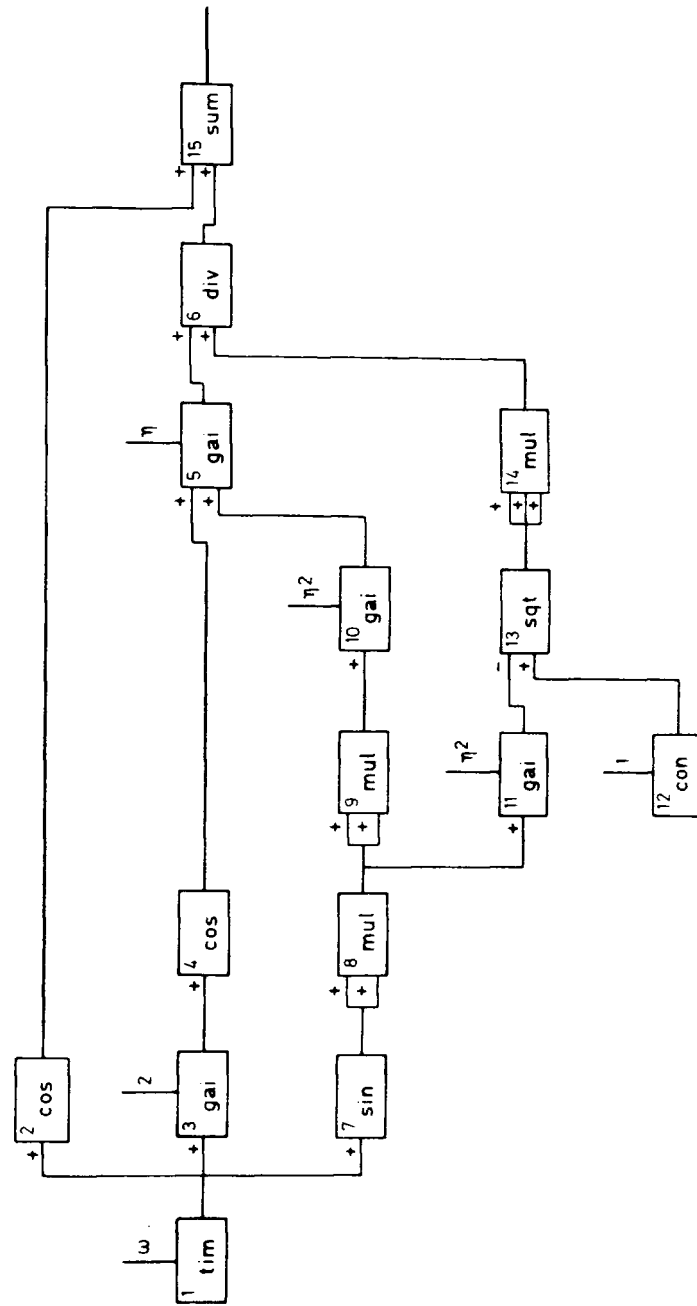 ω
1 tim
2 cos
+
2
3 gai
+
4 cos
+
η
5 gai
+
+
6 div
+
+
15 sum
+
+
7 sin
+
8 mul
+
+
9 mul
+
+
η²
10 gai
+
η²
11 gai
+
1
12 con
13 sqt
-
+
14 mul
+
+
+